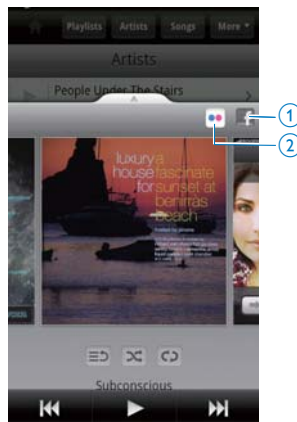 Playlists Artists Songs More
Artists
People Under The Stairs
f 1
2
luxury a
house fascinate
for sunset at
benirras
beach
Subconscious